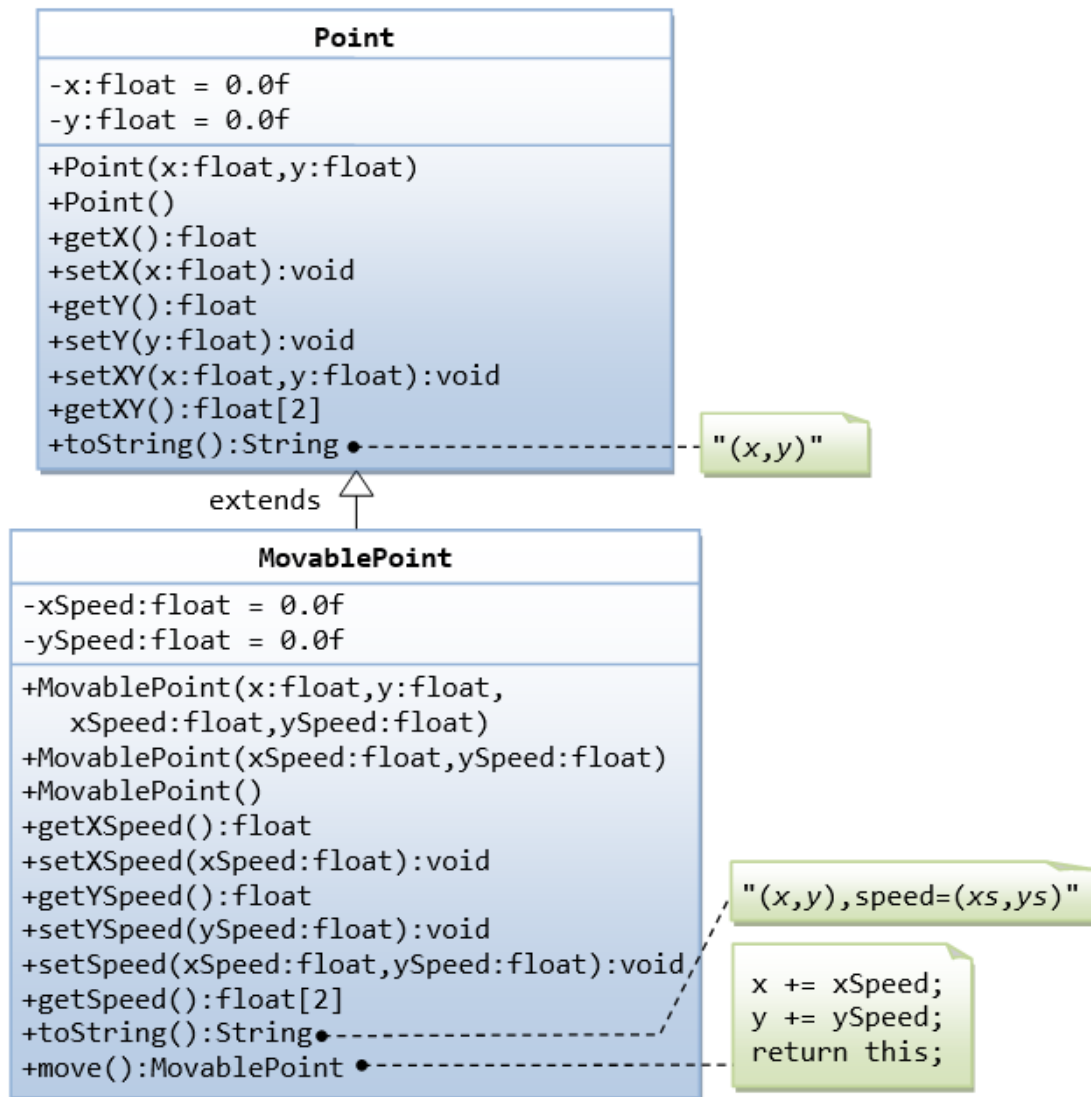 Point
-x:float = 0.0f
-y:float = 0.0f
+Point(x:float,y:float)
+Point()
+getX():float
+setX(x:float):void
+getY():float
+setY(y:float):void
+setXY(x:float,y:float):void
+getXY():float[2]
+toString():String
"(x,y)"
extends
MovablePoint
-xSpeed:float = 0.0f
-ySpeed:float = 0.0f
+MovablePoint(x:float,y:float,
xSpeed:float,ySpeed:float)
+MovablePoint(xSpeed:float,ySpeed:float)
+MovablePoint()
+getXSpeed():float
+setXSpeed(xSpeed:float):void
+getYSpeed():float
+setYSpeed(ySpeed:float):void
+setSpeed(xSpeed:float,ySpeed:float):void
+getSpeed():float[2]
+toString():String
+move():MovablePoint
"(x,y),speed=(xs,ys)"
x += xSpeed;
y += ySpeed;
return this;